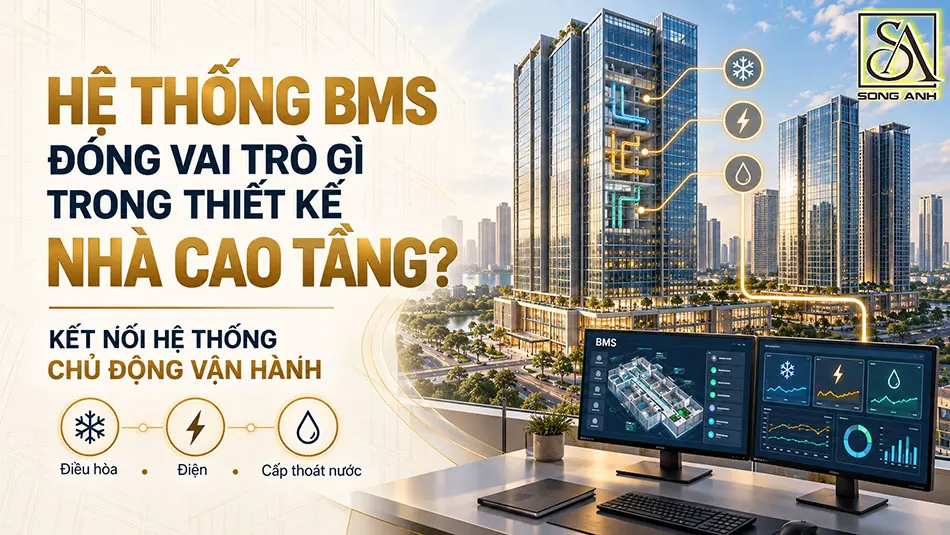 HỆ THỐNG BMS
ĐÓNG VAI TRÒ GÌ
TRONG THIẾT KẾ
NHÀ CAO TẦNG?
KẾT NỐI HỆ THỐNG
CHỦ ĐỘNG VẬN HÀNH
Điều hòa • Điện • Cấp thoát nước
SA
SONG ANH
BMS